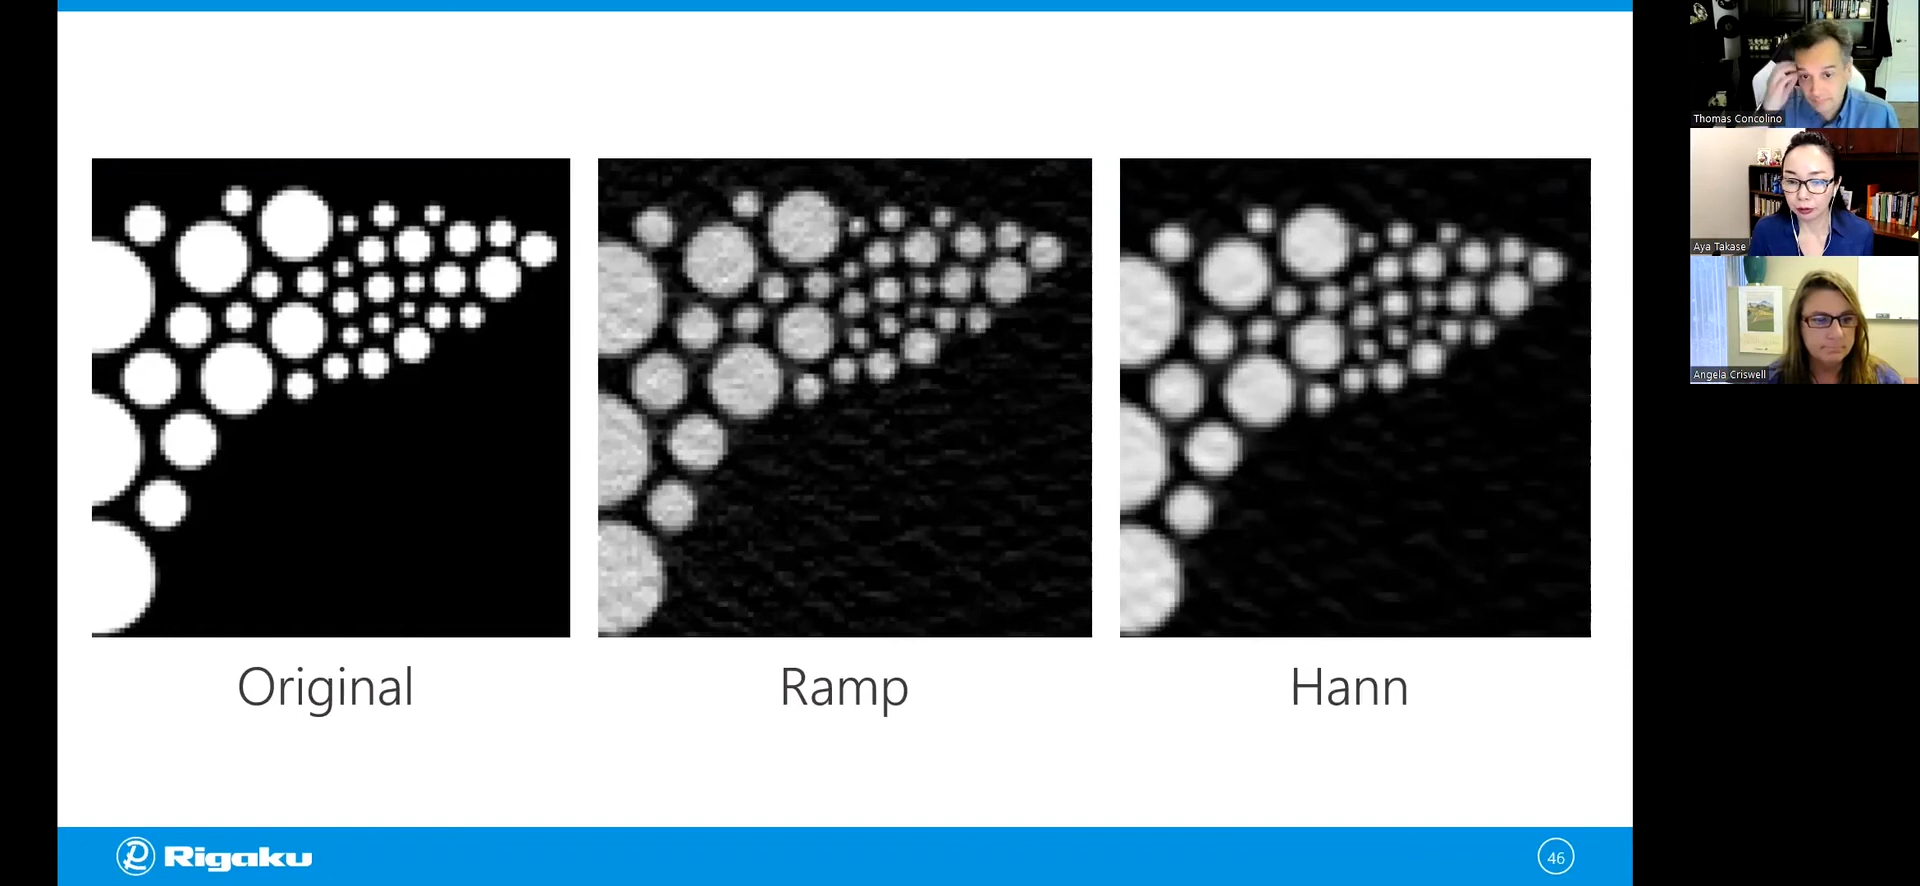 Original
Ramp
Hann
Rigaku
46
Thomas Concolino
Aya Takase
Angela Criswell